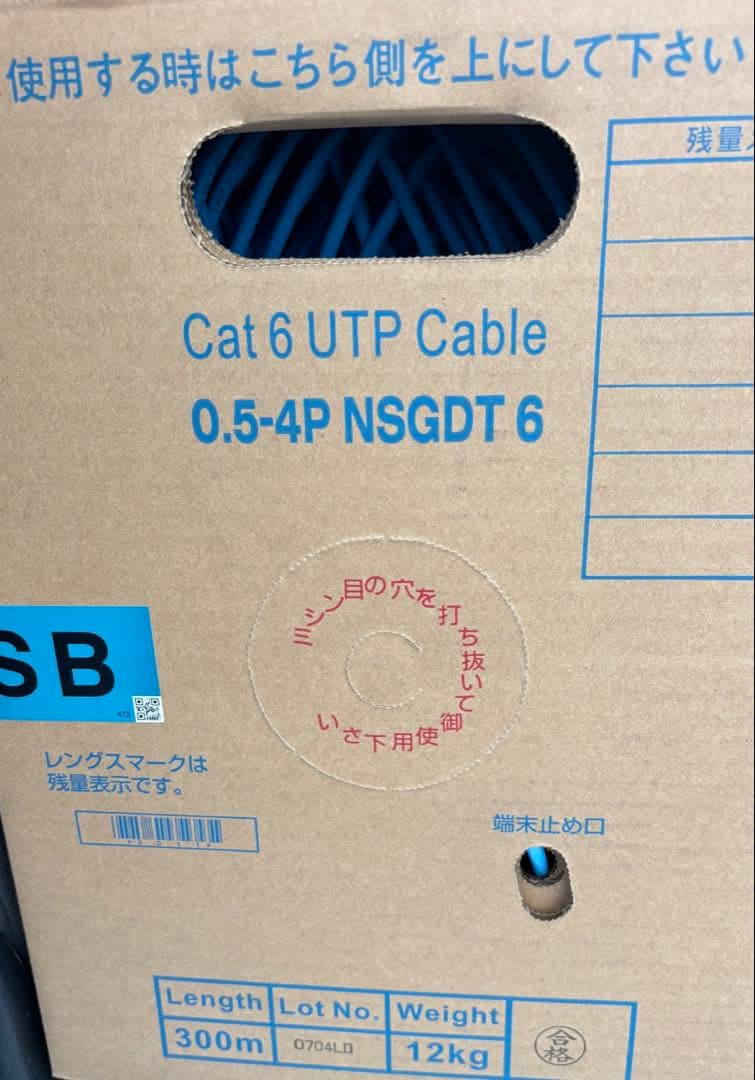 使用する時はこちら側を上にして下さい
残量
Cat 6 UTP Cable
0.5-4P NSGDT 6
ミシン目の穴を打ち抜いて御使用下さい
SB
412
レングスマークは
残量表示です。
端末止め口
Length Lot No. Weight
300m 0704LD 12kg
合格